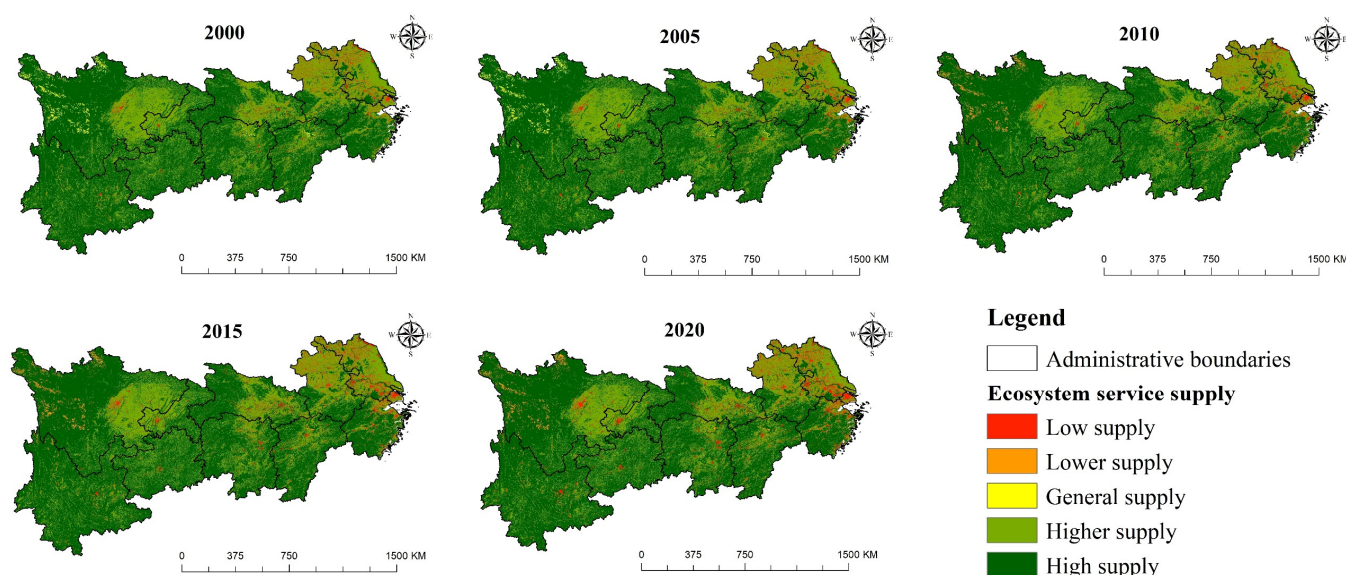 2000
N
W E
S
0 375 750 1500 KM
2005
N
W E
S
0 375 750 1500 KM
2010
N
W E
S
0 375 750 1500 KM
2015
N
W E
S
0 375 750 1500 KM
2020
N
W E
S
0 375 750 1500 KM
Legend
Administrative boundaries
Ecosystem service supply
Low supply
Lower supply
General supply
Higher supply
High supply